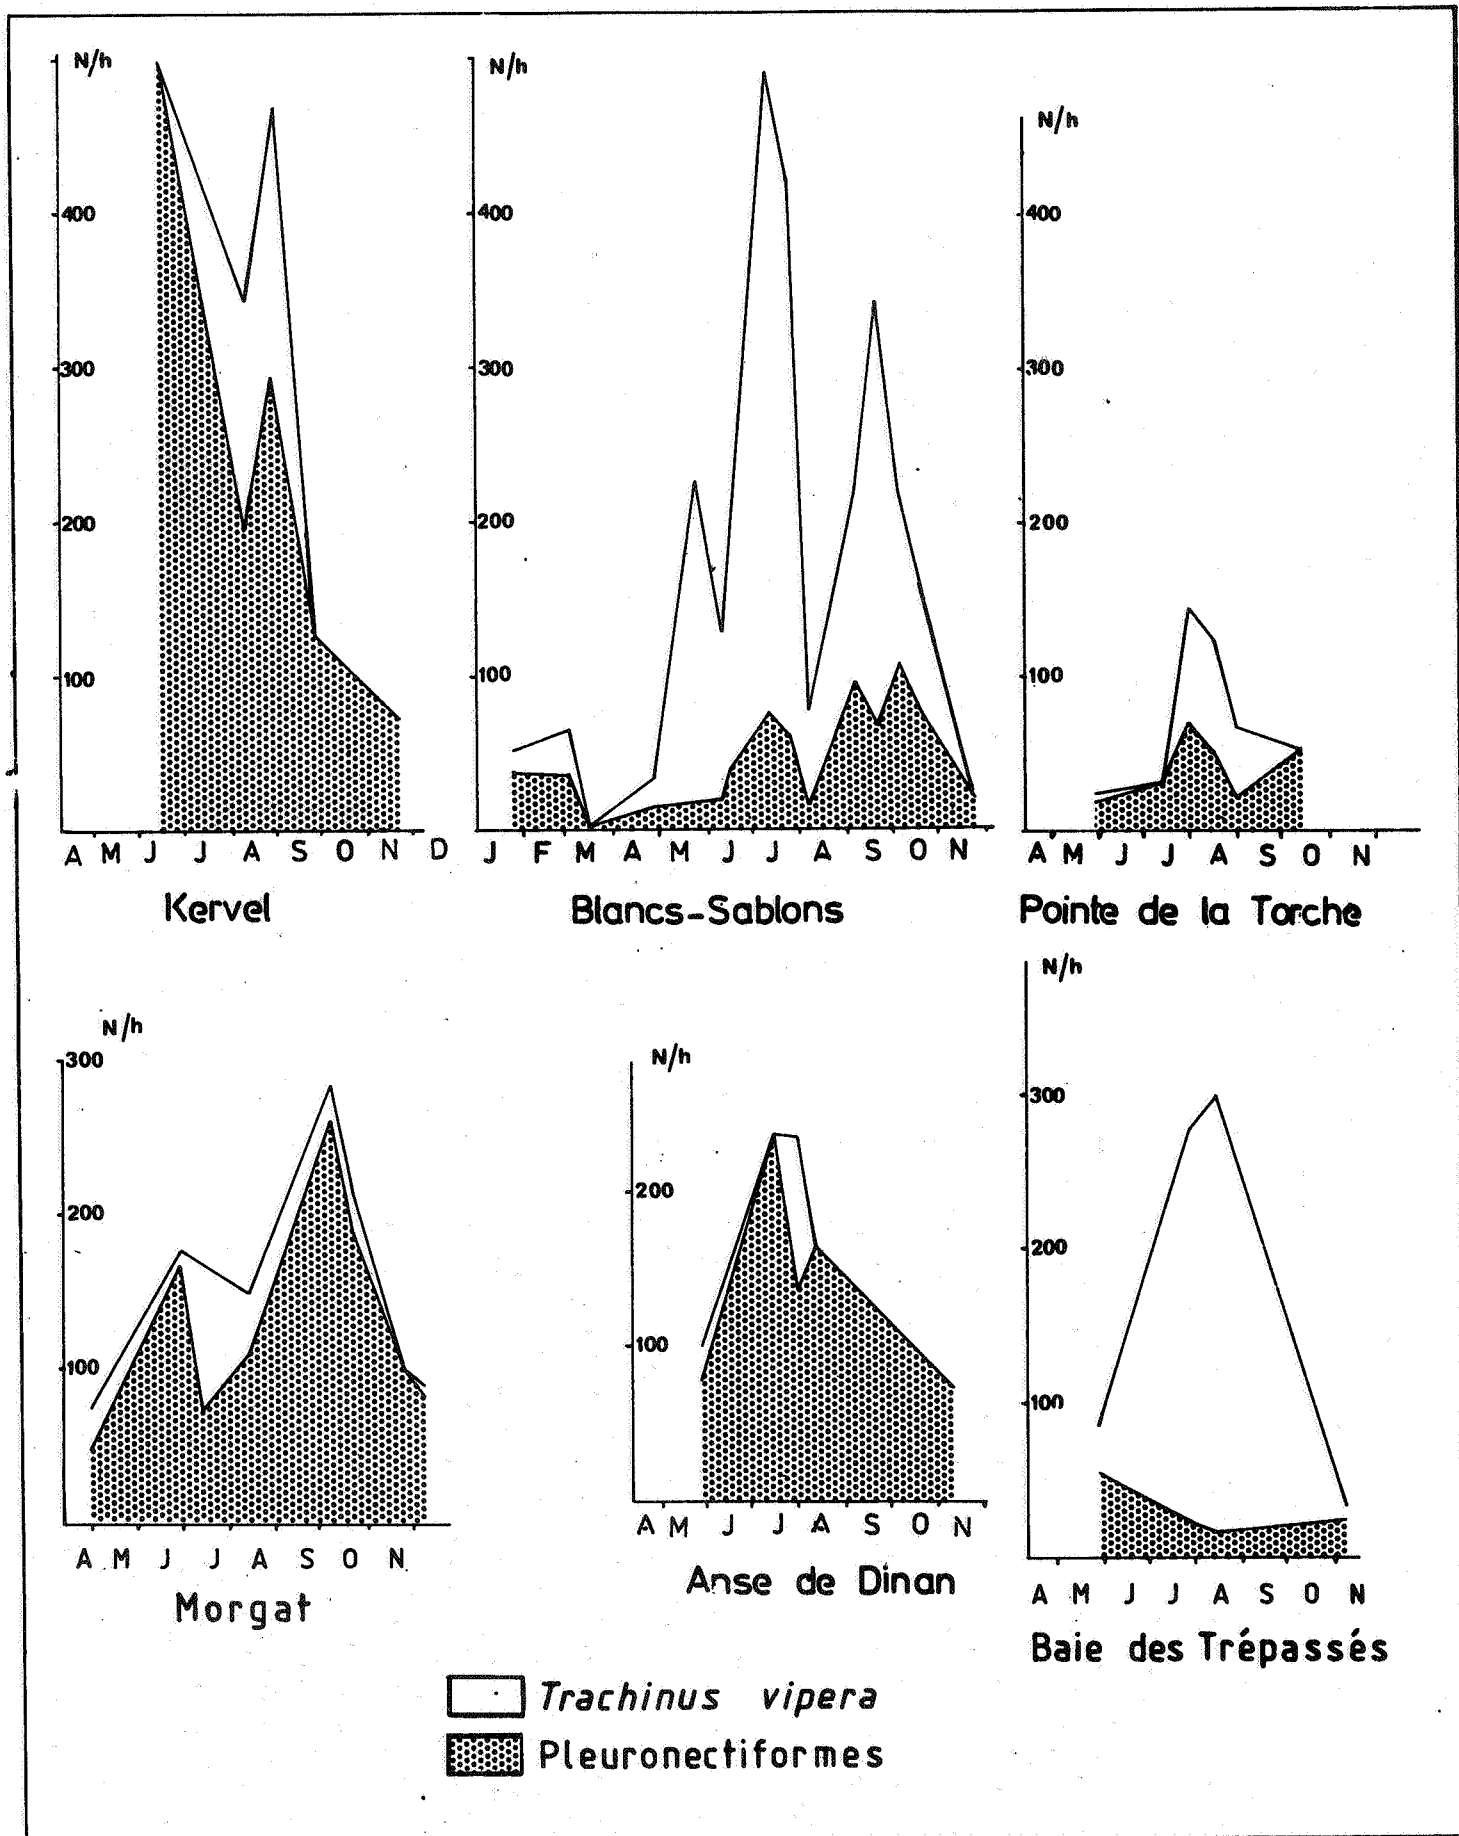 N/h
400
300
200
100
A M J J A S O N D
Kervel
N/h
400
300
200
100
J F M A M J J A S O N
Blancs-Sablons
N/h
400
300
200
100
A M J J A S O N
Pointe de la Torche
N/h
300
200
100
A M J J A S O N
Morgat
N/h
200
100
A M J J A S O N
Anse de Dinan
N/h
300
200
100
A M J J A S O N
Baie des Trépassés
Trachinus vipera
Pleuronectiformes